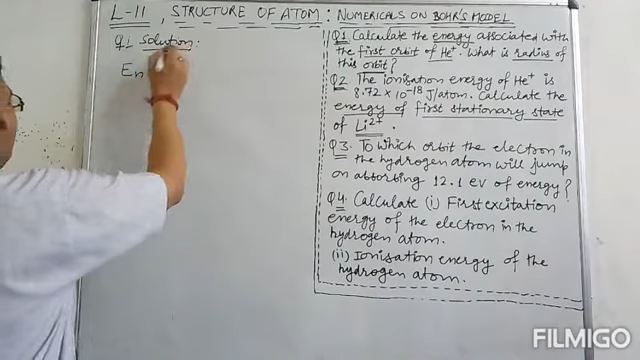 L-11, STRUCTURE OF ATOM: NUMERICALS ON BOHR'S MODEL
Q1 Solution:
En
Q1 Calculate the energy associated with
the first orbit of He⁺. What is radius of
this orbit?
Q2 The ionisation energy of He⁺ is
8.72 × 10⁻¹⁸ J/atom. Calculate the
energy of first stationary state
of Li²⁺.
Q3. To which orbit the electron in
the hydrogen atom will jump
on absorbing 12.1 eV of energy?
Q4 Calculate (i) First excitation
energy of the electron in the
hydrogen atom.
(ii) Ionisation energy of the
hydrogen atom.
FILMIGO